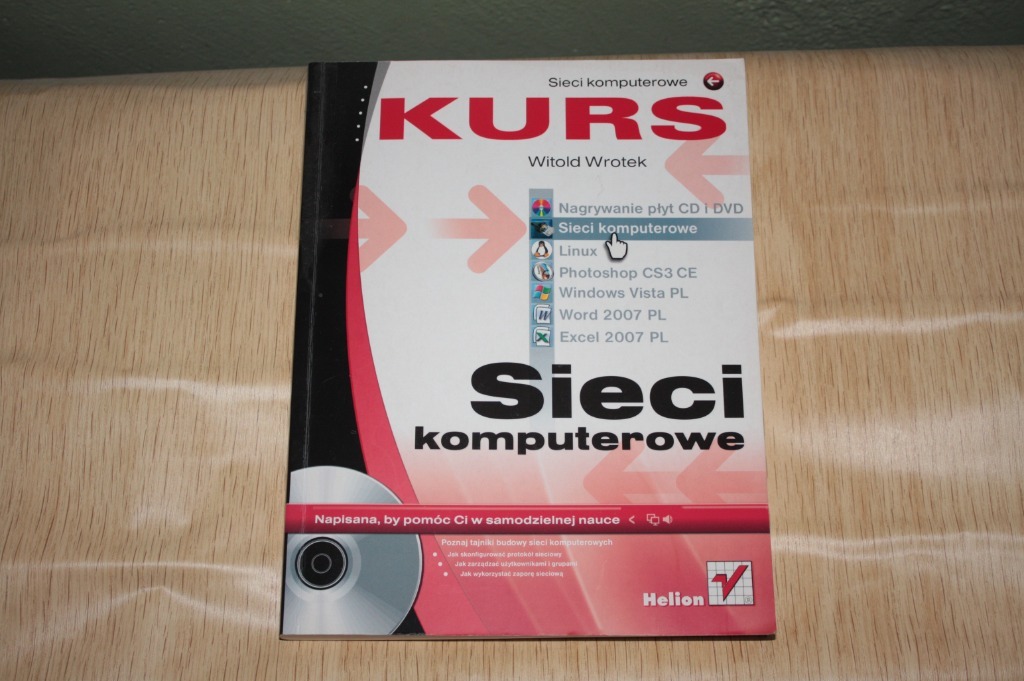 Sieci komputerowe
KURS
Witold Wrotek
Nagrywanie płyt CD i DVD
Sieci komputerowe
Linux
Photoshop CS3 CE
Windows Vista PL
Word 2007 PL
Excel 2007 PL
Sieci
komputerowe
Napisana, by pomóc Ci w samodzielnej nauce <
Poznaj tajniki budowy sieci komputerowych
Jak skonfigurować protokół sieciowy
Jak zarządzać użytkownikami i grupami
Jak wykorzystać zaporę sieciową
Helion